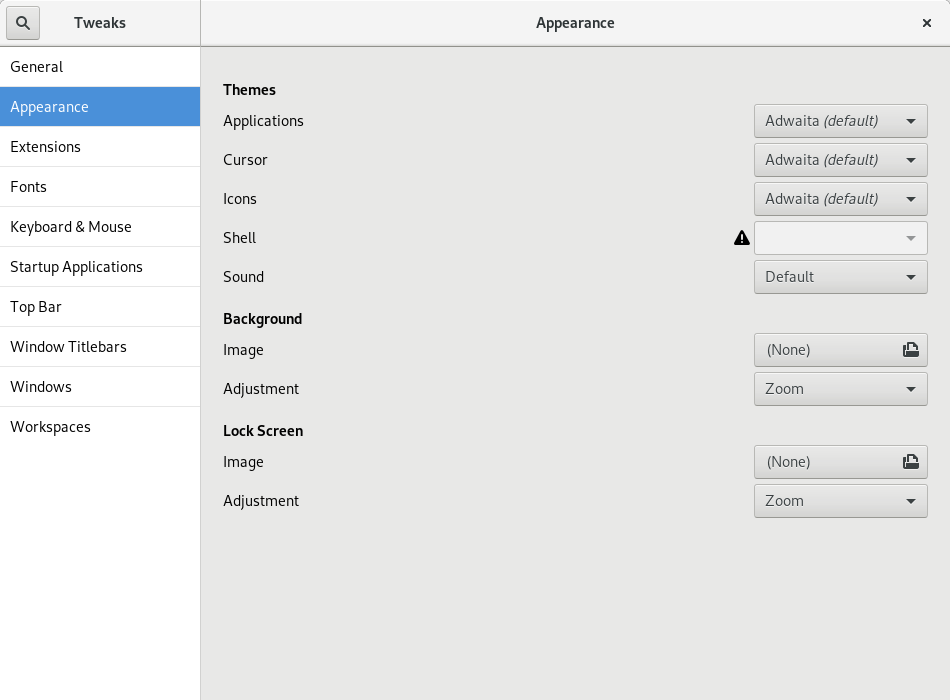 Tweaks
Appearance
General
Appearance
Extensions
Fonts
Keyboard & Mouse
Startup Applications
Top Bar
Window Titlebars
Windows
Workspaces
Themes
Applications Adwaita (default)
Cursor Adwaita (default)
Icons Adwaita (default)
Shell
Sound Default
Background
Image (None)
Adjustment Zoom
Lock Screen
Image (None)
Adjustment Zoom